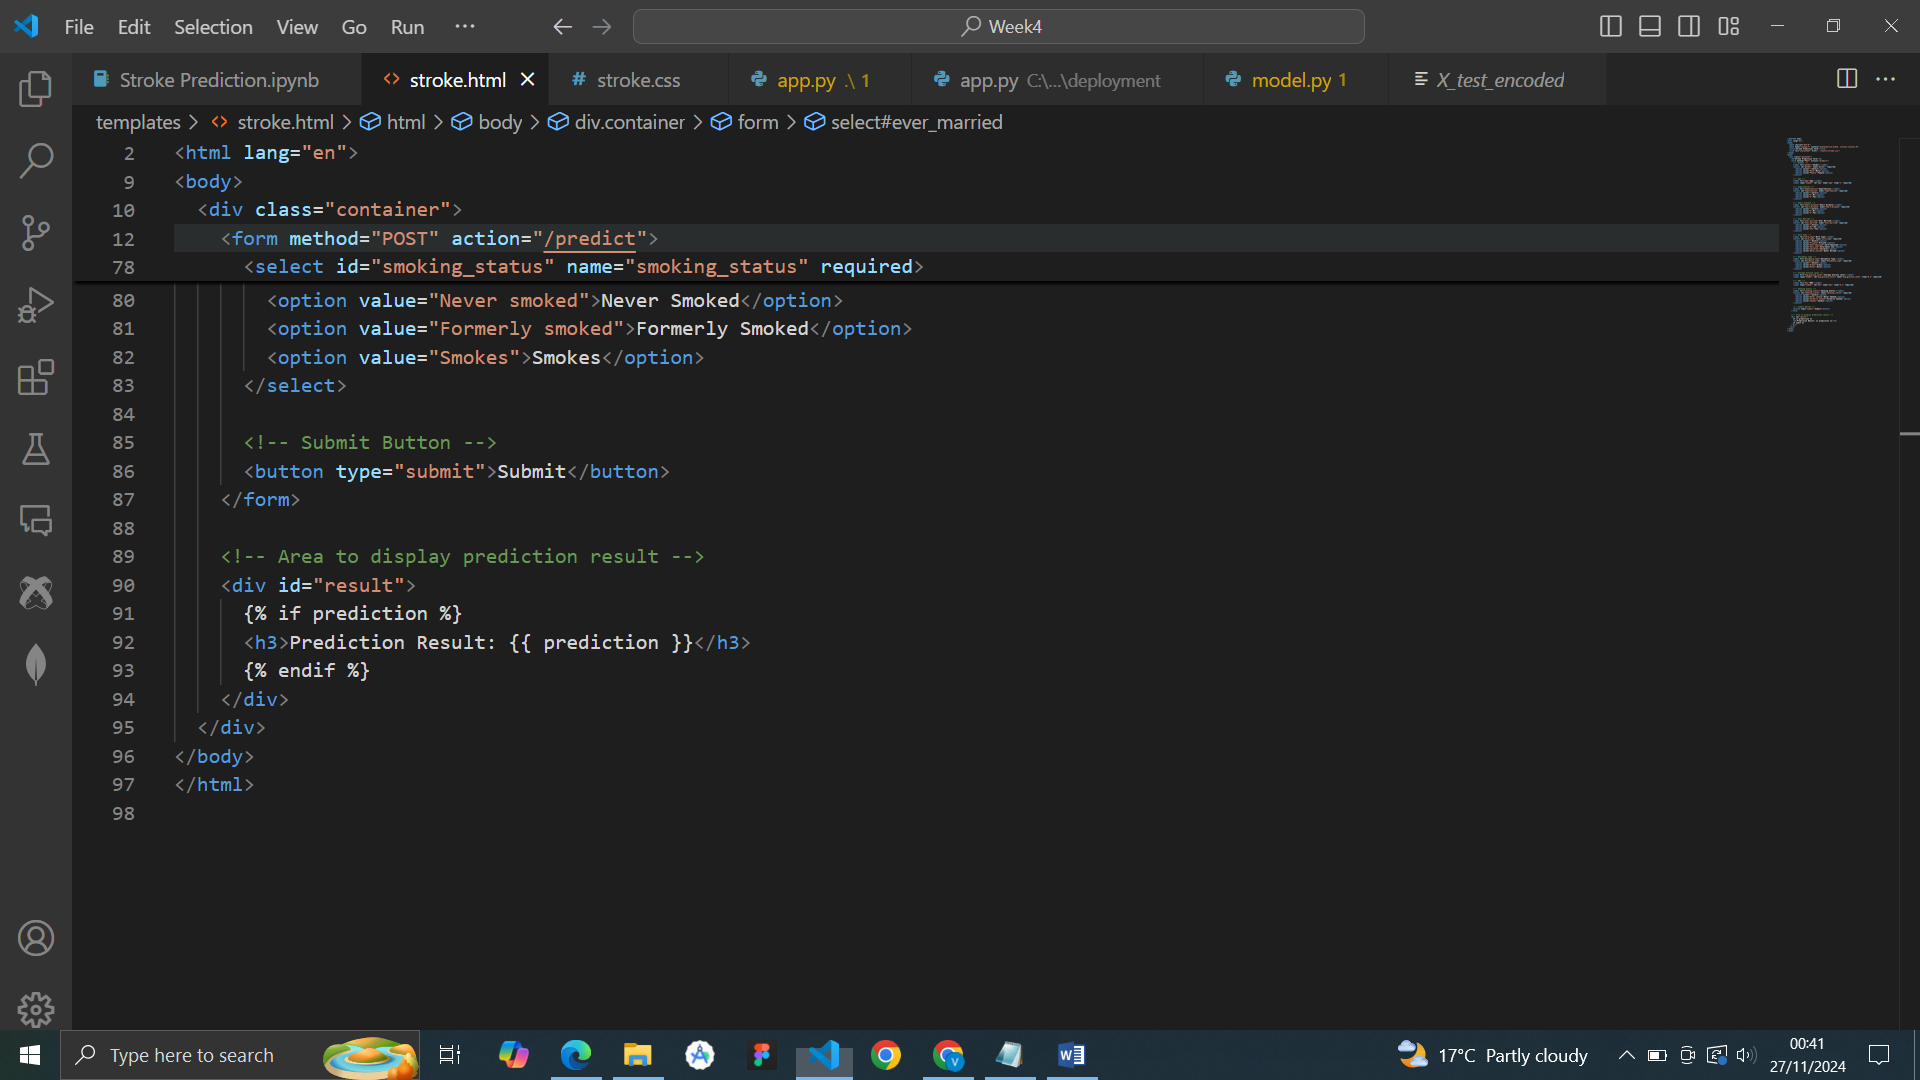 File Edit Selection View Go Run ··· Week4
Stroke Prediction.ipynb stroke.html stroke.css app.py .\ 1 app.py C:\...\deployment model.py 1 X_test_encoded
templates > stroke.html > html > body > div.container > form > select#ever_married
2 <html lang="en">
9 <body>
10 <div class="container">
12 <form method="POST" action="/predict">
78 <select id="smoking_status" name="smoking_status" required>
80 <option value="Never smoked">Never Smoked</option>
81 <option value="Formerly smoked">Formerly Smoked</option>
82 <option value="Smokes">Smokes</option>
83 </select>
84
85 <!-- Submit Button -->
86 <button type="submit">Submit</button>
87 </form>
88
89 <!-- Area to display prediction result -->
90 <div id="result">
91 {% if prediction %}
92 <h3>Prediction Result: {{ prediction }}</h3>
93 {% endif %}
94 </div>
95 </div>
96 </body>
97 </html>
98
Type here to search 17°C Partly cloudy 00:41
27/11/2024